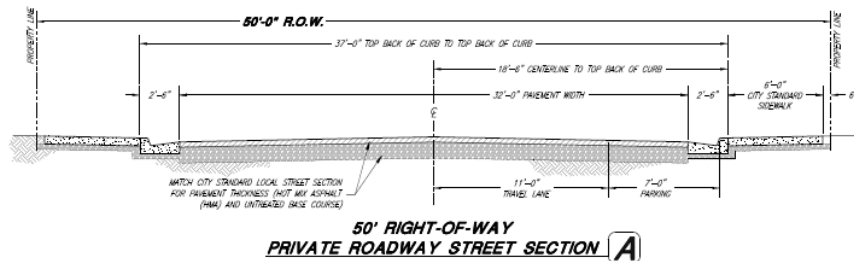 PROPERTY LINE
50'-0" R.O.W.
PROPERTY LINE
37'-0" TOP BACK OF CURB TO TOP BACK OF CURB
18'-6" CENTERLINE TO TOP BACK OF CURB
2'-6"
32'-0" PAVEMENT WIDTH
2'-6"
6'-0"
CITY STANDARD
SIDEWALK
6
℄
MATCH CITY STANDARD LOCAL STREET SECTION
FOR PAVEMENT THICKNESS (HOT MIX ASPHALT
(HMA) AND UNTREATED BASE COURSE)
11'-0"
TRAVEL LANE
7'-0"
PARKING
50' RIGHT-OF-WAY
PRIVATE ROADWAY STREET SECTION A